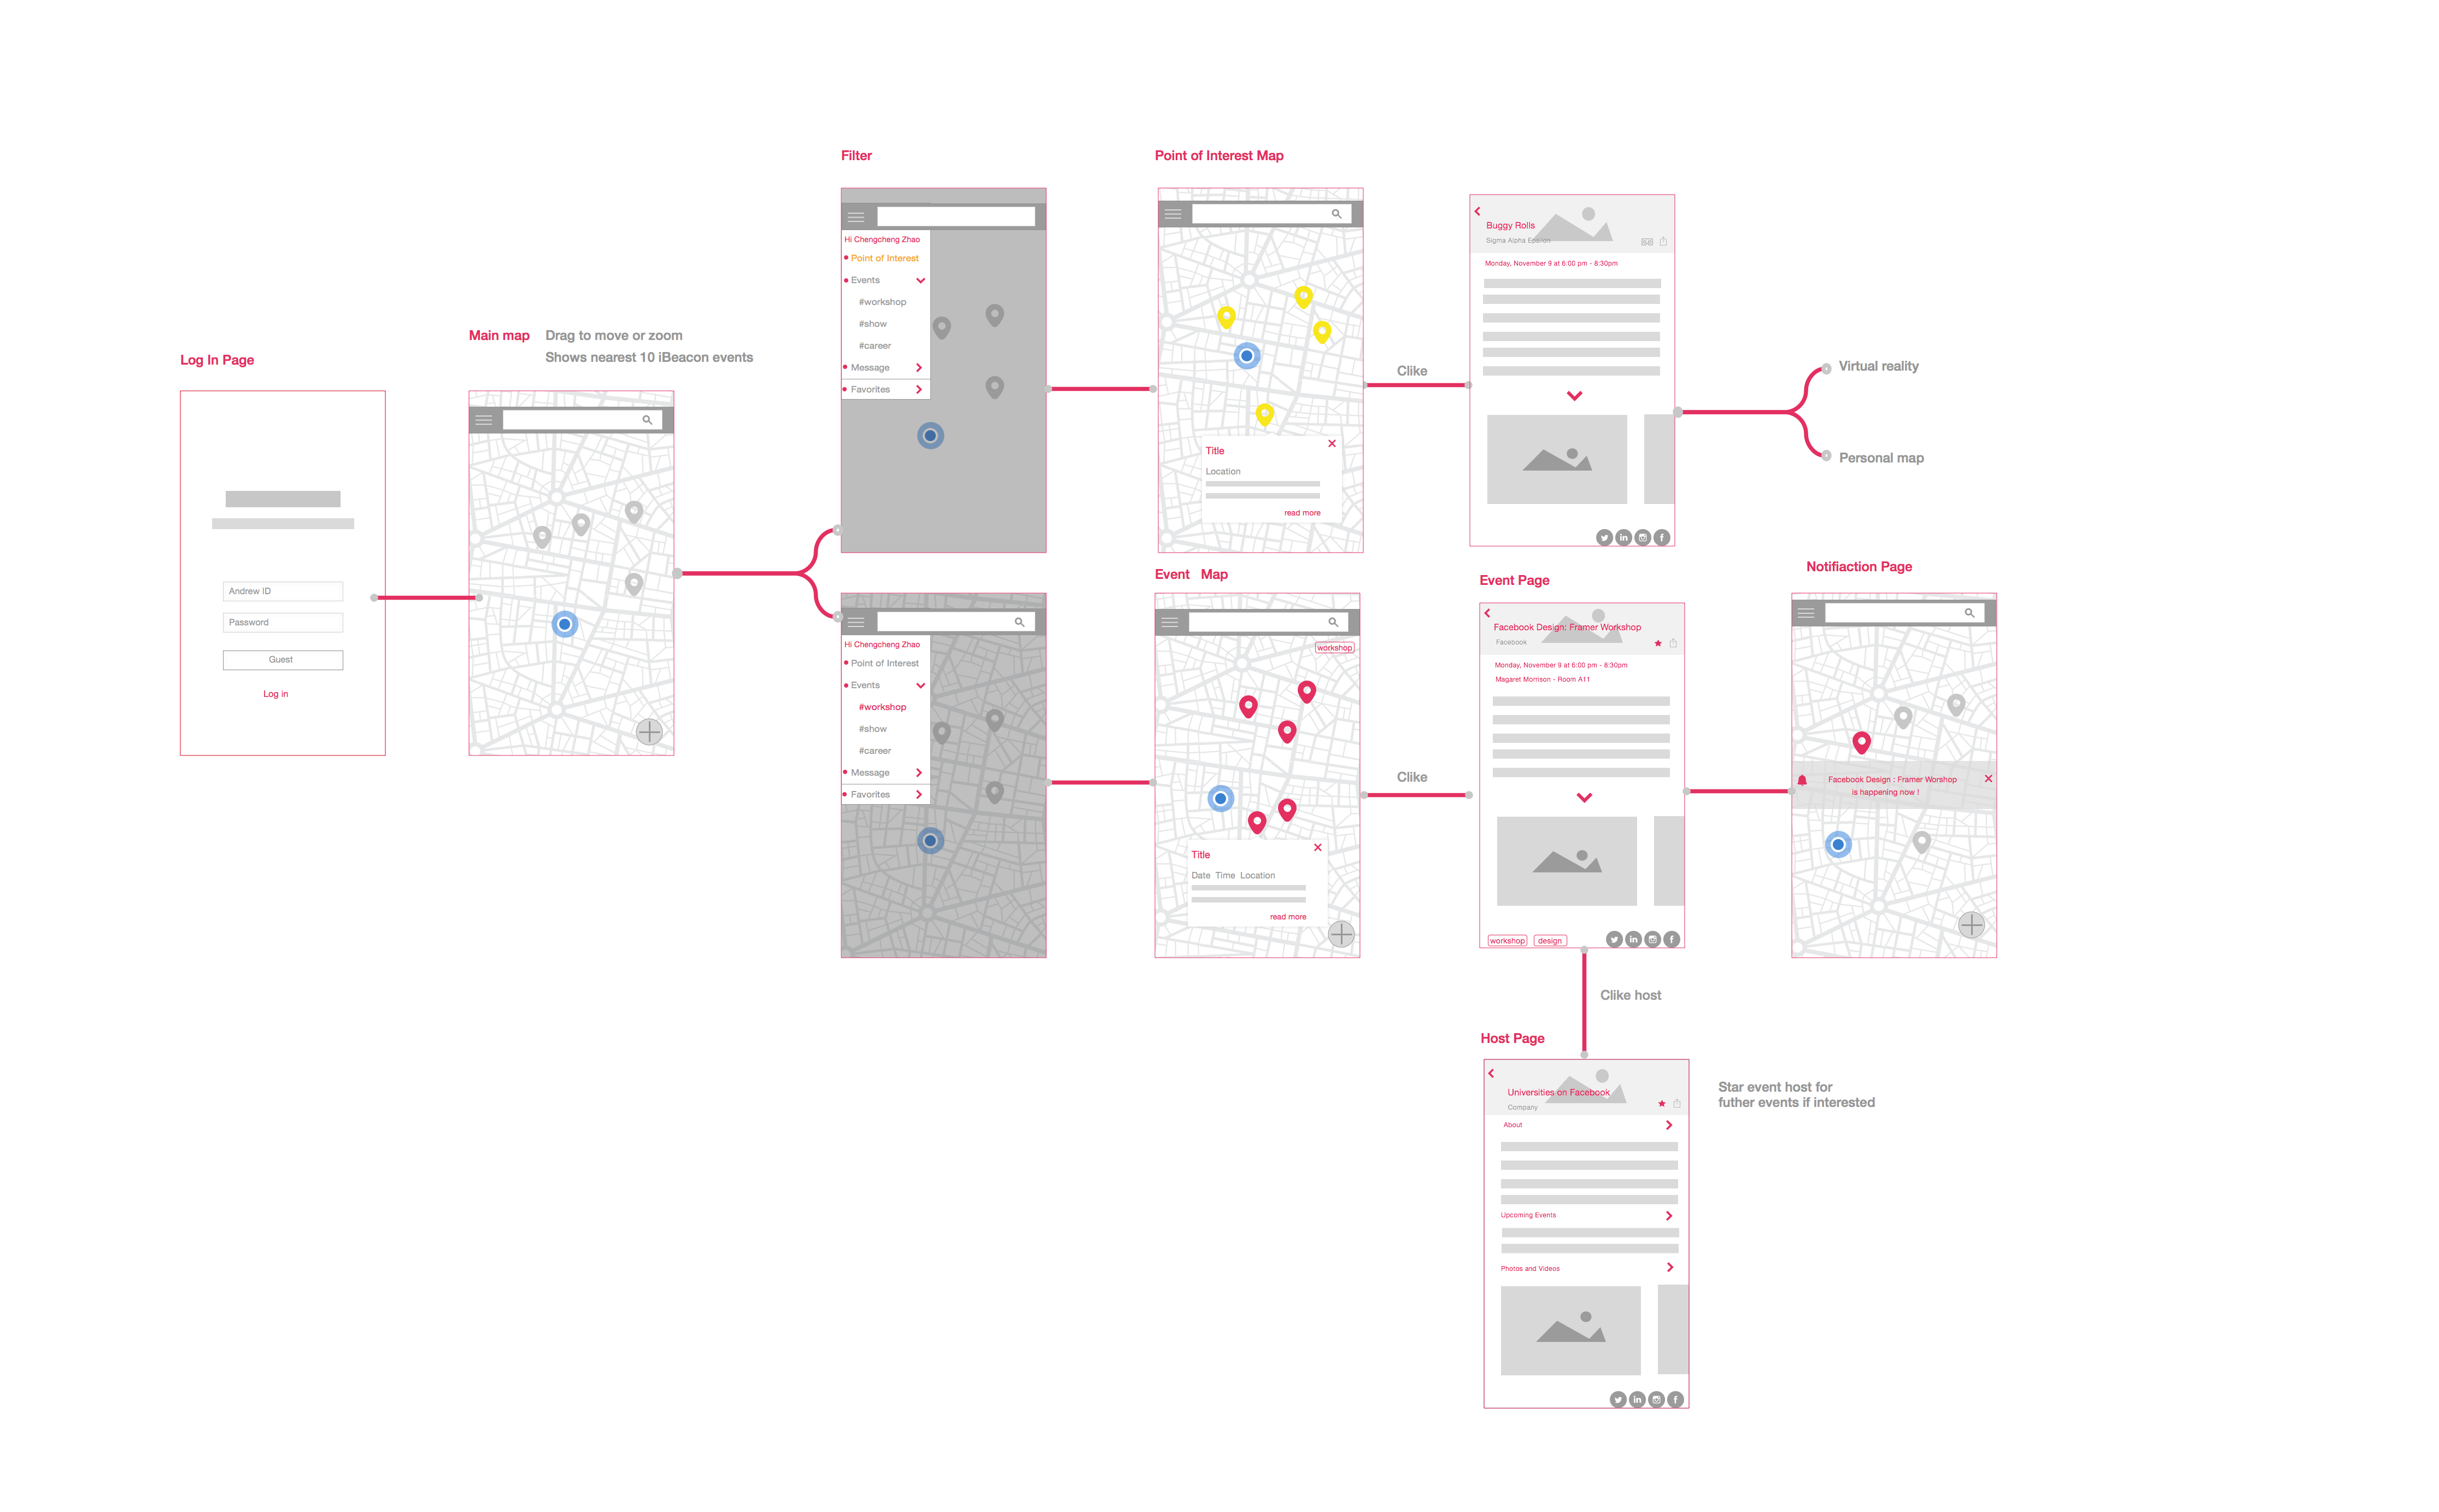 Log In Page
Andrew ID
Password
Guest
Log in
Main map
Drag to move or zoom
Shows nearest 10 iBeacon events
Filter
Hi Chengcheng Zhao
Point of Interest
Events
#workshop
#show
#career
Message
Favorites
Point of Interest Map
Title
Location
read more
Clike
Buggy Rolls
Sigma Alpha Epsilon
Monday, November 9 at 6:00 pm - 8:30pm
Virtual reality
Personal map
Hi Chengcheng Zhao
Point of Interest
Events
#workshop
#show
#career
Message
Favorites
Event Map
workshop
Title
Date Time Location
read more
Clike
Event Page
Facebook Design: Framer Workshop
Facebook
Monday, November 9 at 6:00 pm - 8:30pm
Magaret Morrison - Room A11
workshop
design
Notifiaction Page
Facebook Design : Framer Worshop
is happening now !
Clike host
Host Page
Universities on Facebook
Company
About
Upcoming Events
Photos and Videos
Star event host for
futher events if interested